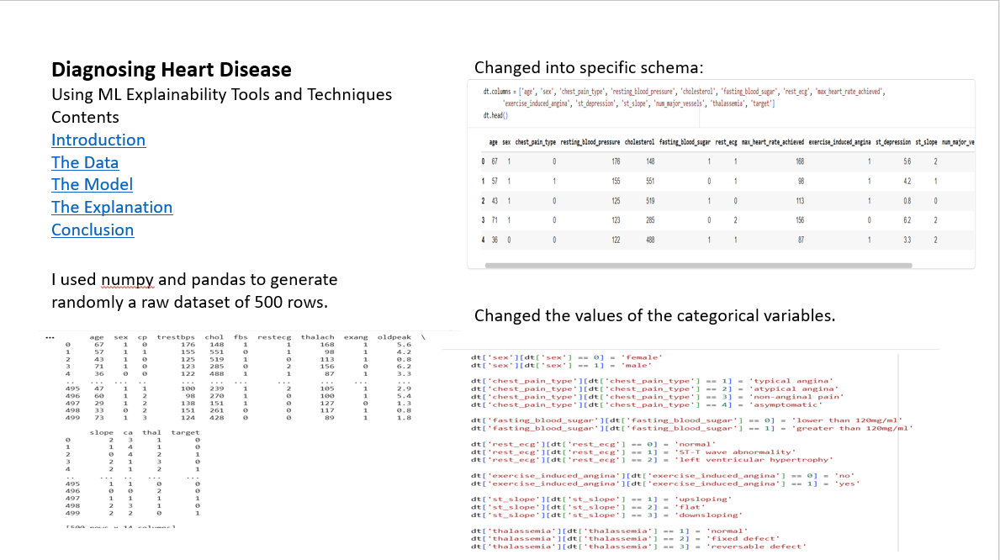 Diagnosing Heart Disease
Using ML Explainability Tools and Techniques
Contents
Introduction
The Data
The Model
The Explanation
Conclusion
I used numpy and pandas to generate
randomly a raw dataset of 500 rows.
... age sex cp trestbps chol fbs restecg thalach exang oldpeak \
0 67 1 0 176 148 1 1 168 1 5.6
1 57 1 1 155 551 0 1 98 1 4.2
2 43 1 0 125 519 1 0 113 1 0.8
3 71 1 0 123 285 0 2 156 0 6.2
4 36 0 0 122 488 1 1 87 1 3.3
.. ... ... .. ... ... ... ... ... ... ...
495 47 1 1 100 239 1 2 105 1 2.9
496 60 1 2 98 270 1 0 100 1 5.4
497 29 1 2 138 151 1 0 127 0 1.3
498 33 0 2 151 261 0 0 117 1 0.8
499 73 1 3 124 428 0 0 89 1 1.8
slope ca thal target
0 2 3 1 0
1 1 4 1 0
2 0 4 2 1
3 2 1 3 0
4 2 1 2 1
.. ... .. ... ...
495 1 1 0 0
496 0 0 2 0
497 1 1 1 1
498 2 3 1 0
499 2 2 0 1
[500 rows x 14 columns]
Changed into specific schema:
dt.columns = ['age', 'sex', 'chest_pain_type', 'resting_blood_pressure', 'cholesterol', 'fasting_blood_sugar', 'rest_ecg', 'max_heart_rate_achieved',
'exercise_induced_angina', 'st_depression', 'st_slope', 'num_major_vessels', 'thalassemia', 'target']
dt.head()
age sex chest_pain_type resting_blood_pressure cholesterol fasting_blood_sugar rest_ecg max_heart_rate_achieved exercise_induced_angina st_depression st_slope num_major_ve
0 67 1 0 176 148 1 1 168 1 5.6 2
1 57 1 1 155 551 0 1 98 1 4.2 1
2 43 1 0 125 519 1 0 113 1 0.8 0
3 71 1 0 123 285 0 2 156 0 6.2 2
4 36 0 0 122 488 1 1 87 1 3.3 2
Changed the values of the categorical variables.
dt['sex'][dt['sex'] == 0] = 'female'
dt['sex'][dt['sex'] == 1] = 'male'
dt['chest_pain_type'][dt['chest_pain_type'] == 1] = 'typical angina'
dt['chest_pain_type'][dt['chest_pain_type'] == 2] = 'atypical angina'
dt['chest_pain_type'][dt['chest_pain_type'] == 3] = 'non-anginal pain'
dt['chest_pain_type'][dt['chest_pain_type'] == 4] = 'asymptomatic'
dt['fasting_blood_sugar'][dt['fasting_blood_sugar'] == 0] = 'lower than 120mg/ml'
dt['fasting_blood_sugar'][dt['fasting_blood_sugar'] == 1] = 'greater than 120mg/ml'
dt['rest_ecg'][dt['rest_ecg'] == 0] = 'normal'
dt['rest_ecg'][dt['rest_ecg'] == 1] = 'ST-T wave abnormality'
dt['rest_ecg'][dt['rest_ecg'] == 2] = 'left ventricular hypertrophy'
dt['exercise_induced_angina'][dt['exercise_induced_angina'] == 0] = 'no'
dt['exercise_induced_angina'][dt['exercise_induced_angina'] == 1] = 'yes'
dt['st_slope'][dt['st_slope'] == 1] = 'upsloping'
dt['st_slope'][dt['st_slope'] == 2] = 'flat'
dt['st_slope'][dt['st_slope'] == 3] = 'downsloping'
dt['thalassemia'][dt['thalassemia'] == 1] = 'normal'
dt['thalassemia'][dt['thalassemia'] == 2] = 'fixed defect'
dt['thalassemia'][dt['thalassemia'] == 3] = 'reversable defect'